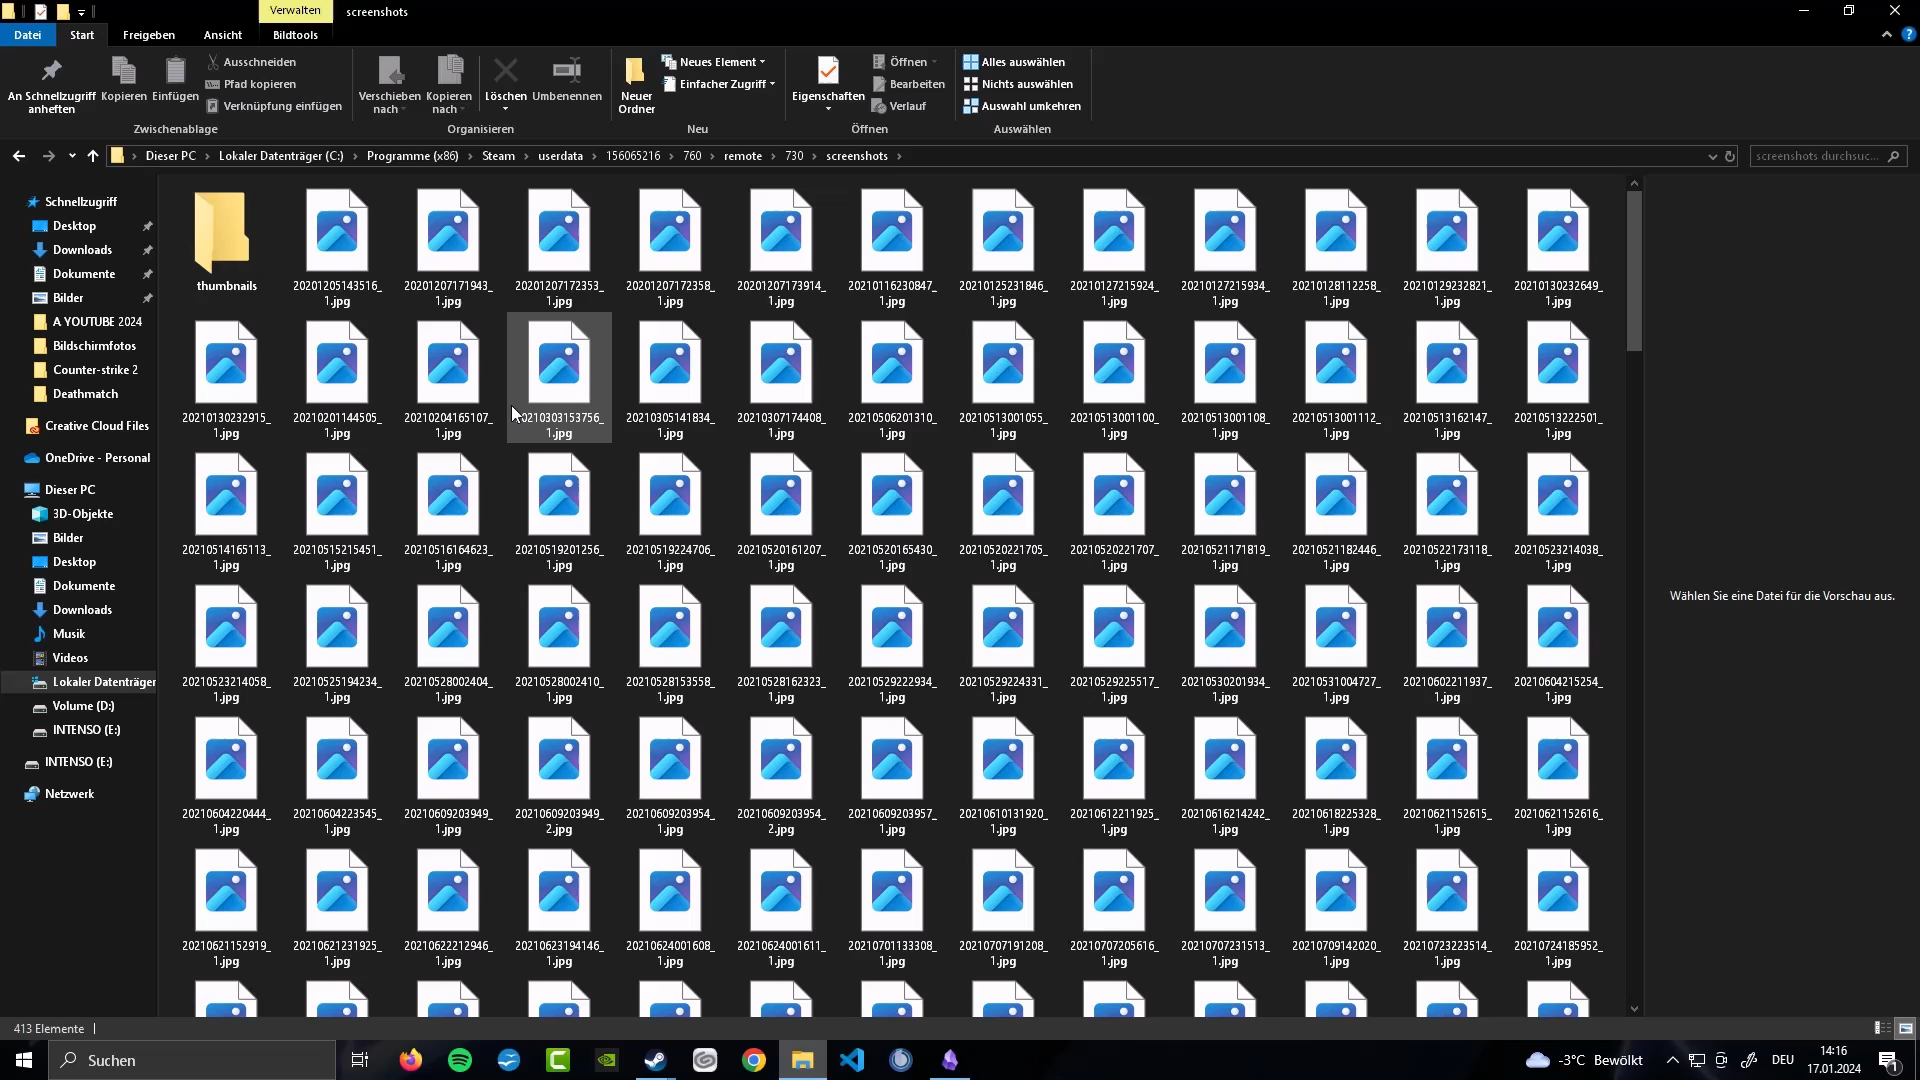 Verwalten
screenshots
Datei
Start
Freigeben
Ansicht
Bildtools
An Schnellzugriff
anheften
Kopieren
Einfügen
Ausschneiden
Pfad kopieren
Verknüpfung einfügen
Zwischenablage
Verschieben
nach
Kopieren
nach
Löschen
Umbenennen
Organisieren
Neuer
Ordner
Neues Element
Einfacher Zugriff
Neu
Eigenschaften
Öffnen
Bearbeiten
Verlauf
Öffnen
Alles auswählen
Nichts auswählen
Auswahl umkehren
Auswählen
Dieser PC > Lokaler Datenträger (C:) > Programme (x86) > Steam > userdata > 156065216 > 760 > remote > 730 > screenshots >
screenshots durchsuc...
Schnellzugriff
Desktop
Downloads
Dokumente
Bilder
A YOUTUBE 2024
Bildschirmfotos
Counter-strike 2
Deathmatch
Creative Cloud Files
OneDrive - Personal
Dieser PC
3D-Objekte
Bilder
Desktop
Dokumente
Downloads
Musik
Videos
Lokaler Datenträger
Volume (D:)
INTENSO (E:)
INTENSO (E:)
Netzwerk
thumbnails
20201205143516_1.jpg
20201207171943_1.jpg
20201207172353_1.jpg
20201207172358_1.jpg
20201207173914_1.jpg
20210116230847_1.jpg
20210125231846_1.jpg
20210127215924_1.jpg
20210127215934_1.jpg
20210128112258_1.jpg
20210129232821_1.jpg
20210130232649_1.jpg
20210130232915_1.jpg
20210201144505_1.jpg
20210204165107_1.jpg
20210303153756_1.jpg
20210305141834_1.jpg
20210307174408_1.jpg
20210506201310_1.jpg
20210513001055_1.jpg
20210513001100_1.jpg
20210513001108_1.jpg
20210513001112_1.jpg
20210513162147_1.jpg
20210513222501_1.jpg
20210514165113_1.jpg
20210515215451_1.jpg
20210516164623_1.jpg
20210519201256_1.jpg
20210519224706_1.jpg
20210520161207_1.jpg
20210520165430_1.jpg
20210520221705_1.jpg
20210520221707_1.jpg
20210521171819_1.jpg
20210521182446_1.jpg
20210522173118_1.jpg
20210523214038_1.jpg
20210523214058_1.jpg
20210525194234_1.jpg
20210528002404_1.jpg
20210528002410_1.jpg
20210528153558_1.jpg
20210528162323_1.jpg
20210529222934_1.jpg
20210529224331_1.jpg
20210529225517_1.jpg
20210530201934_1.jpg
20210531004727_1.jpg
20210602211937_1.jpg
20210604215254_1.jpg
20210604220444_1.jpg
20210604223545_1.jpg
20210609203949_1.jpg
20210609203949_2.jpg
20210609203954_1.jpg
20210609203954_2.jpg
20210609203957_1.jpg
20210610131920_1.jpg
20210612211925_1.jpg
20210616214242_1.jpg
20210618225328_1.jpg
20210621152615_1.jpg
20210621152616_1.jpg
20210621152919_1.jpg
20210621231925_1.jpg
20210622212946_1.jpg
20210623194146_1.jpg
20210624001608_1.jpg
20210624001611_1.jpg
20210701133308_1.jpg
20210707191208_1.jpg
20210707205616_1.jpg
20210707231513_1.jpg
20210709142020_1.jpg
20210723223514_1.jpg
20210724185952_1.jpg
Wählen Sie eine Datei für die Vorschau aus.
413 Elemente
Suchen
-3°C Bewölkt
DEU
14:16
17.01.2024
1